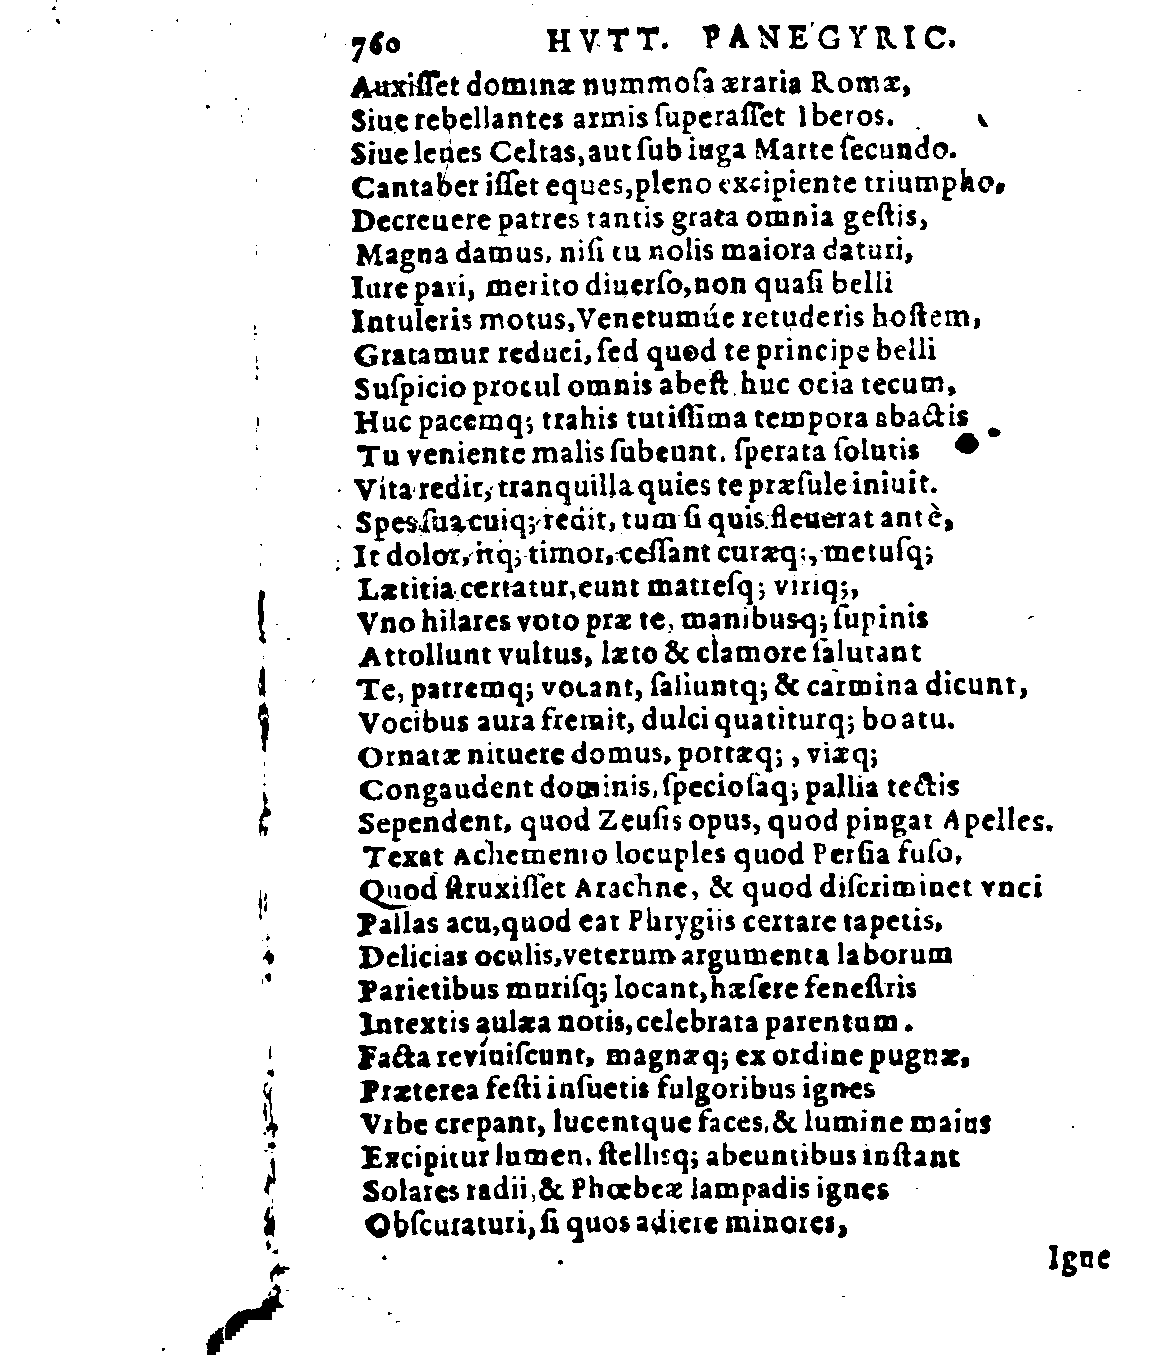 760 HVTT. PANEGYRIC.
Auxiſſet dominæ nummoſa æraria Romæ,
Siue rebellantes armis ſuperaſſet Iberos.
Siue leues Celtas, aut ſub iuga Marte ſecundo.
Cantaber iſſet eques, pleno excipiente triumpho,
Decreuere patres tantis grata omnia geſtis,
Magna damus, niſi tu nolis maiora daturi,
Iure pari, merito diuerſo, non quaſi belli
Intuleris motus, Venetumúe retuderis hoſtem,
Gratamur reduci, ſed quod te principe belli
Suſpicio procul omnis abeſt, huc ocia tecum,
Huc pacemq; trahis tutiſſima tempora abactis
Tu veniente malis ſubeunt. ſperata ſolutis
Vita redit, tranquilla quies te præſule iniuit.
Spes ſua cuiq; redit, tum ſi quis fleuerat antè,
It dolor, itq; timor, ceſſant curæq;, metuſq;
Lætitia certatur, eunt matreſq; viriq;,
Vno hilares voto præ te, manibusq; ſupinis
Attollunt vultus, læto & clamore ſalutant
Te, patremq; vocant, ſaliuntq; & carmina dicunt,
Vocibus aura fremit, dulci quatiturq; boatu.
Ornatæ nituere domus, portæq; , viæq;
Congaudent dominis, ſpecioſaq; pallia tectis
Sependent, quod Zeuſis opus, quod pingat Apelles.
Texat Achemenio locuples quod Perſia fuſo,
Quod ſtruxiſſet Arachne, & quod diſcriminet vnci
Pallas acu, quod eat Phrygiis certare tapetis,
Delicias oculis, veterum argumenta laborum
Parietibus muriſq; locant, hæſere feneſtris
Intextis aulæa notis, celebrata parentum.
Facta reviuiſcunt, magnæq; ex ordine pugnæ,
Præterea feſti inſuetis fulgoribus ignes
Vrbe crepant, lucentque faces, & lumine maius
Excipitur lumen, ſtellisq; abeuntibus inſtant
Solares radii, & Phœbeæ lampadis ignes
Obſcuraturi, ſi quos adiere minores,
Igne